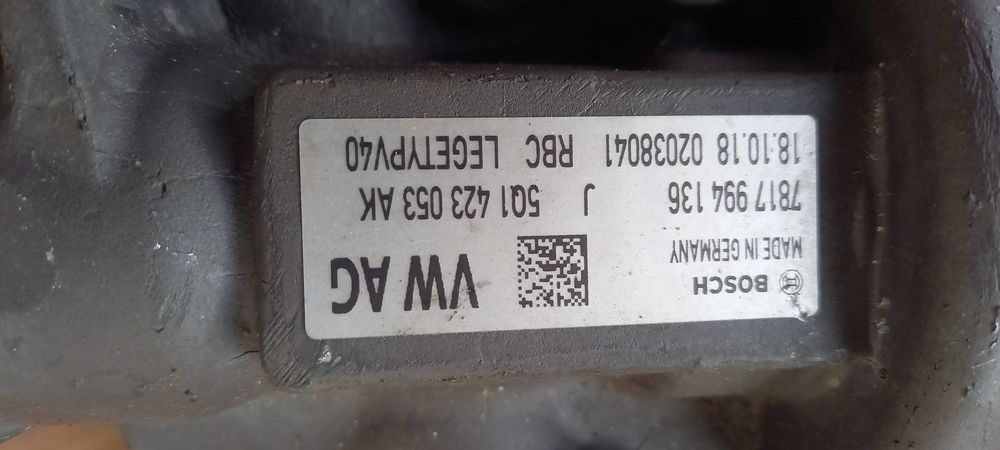 BOSCH
MADE IN GERMANY
VW AG
7817 994 136 J 5Q1 423 053 AK
18.10.18 02038041 RBC LEGETYPV40